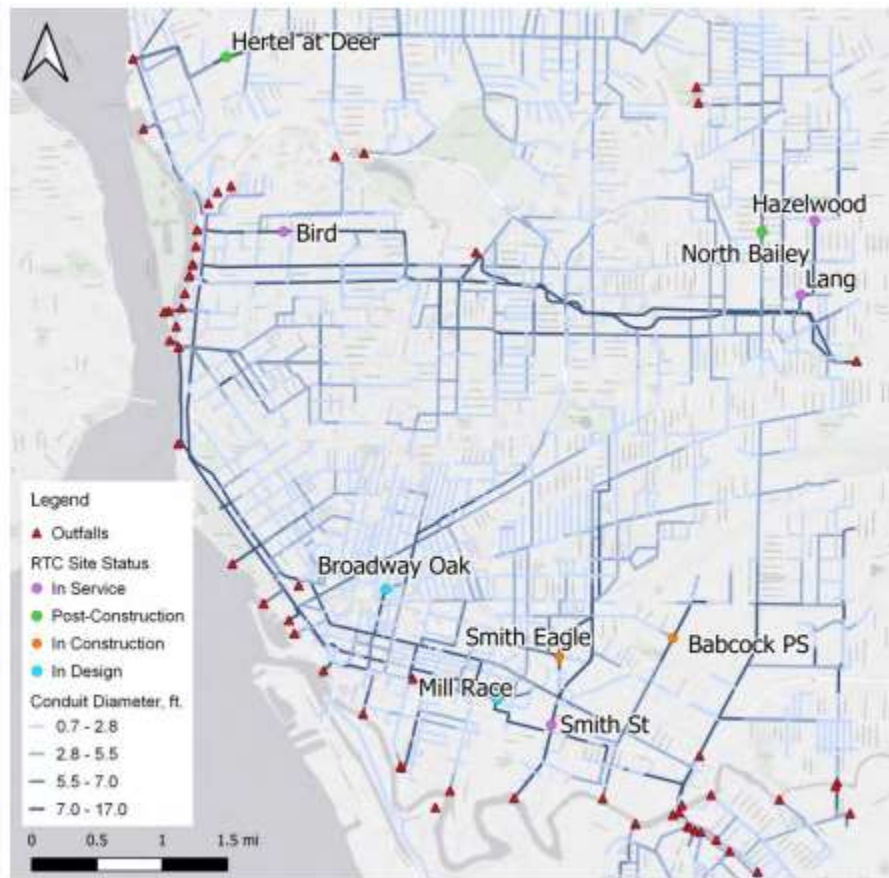 Hertel at Deer
Hazelwood
Bird
North Bailey
Lang
Legend
Outfalls
RTC Site Status
In Service
Post-Construction
In Construction
In Design
Conduit Diameter, ft.
0.7 - 2.8
2.8 - 5.5
5.5 - 7.0
7.0 - 17.0
Broadway Oak
Smith Eagle
Babcock PS
Mill Race
Smith St
0 0.5 1 1.5 mi